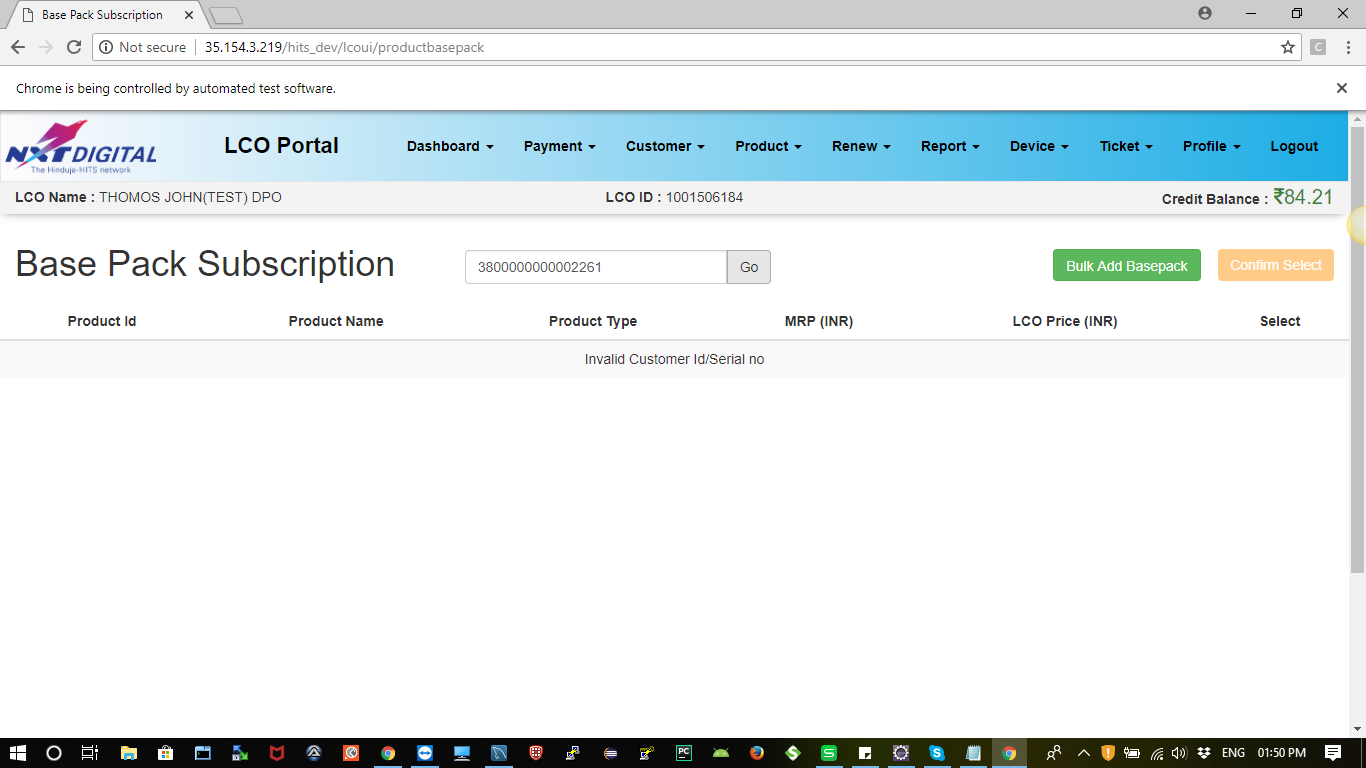 Base Pack Subscription
Not secure 35.154.3.219/hits_dev/lcoui/productbasepack
C
Chrome is being controlled by automated test software.
NXT DIGITAL
The Hinduja-HITS network
LCO Portal Dashboard Payment Customer Product Renew Report Device Ticket Profile Logout
LCO Name : THOMOS JOHN(TEST) DPO LCO ID : 1001506184 Credit Balance : ₹84.21
Base Pack Subscription 3800000000002261 Go Bulk Add Basepack Confirm Select
Product Id Product Name Product Type MRP (INR) LCO Price (INR) Select
Invalid Customer Id/Serial no
PC S S ENG 01:50 PM